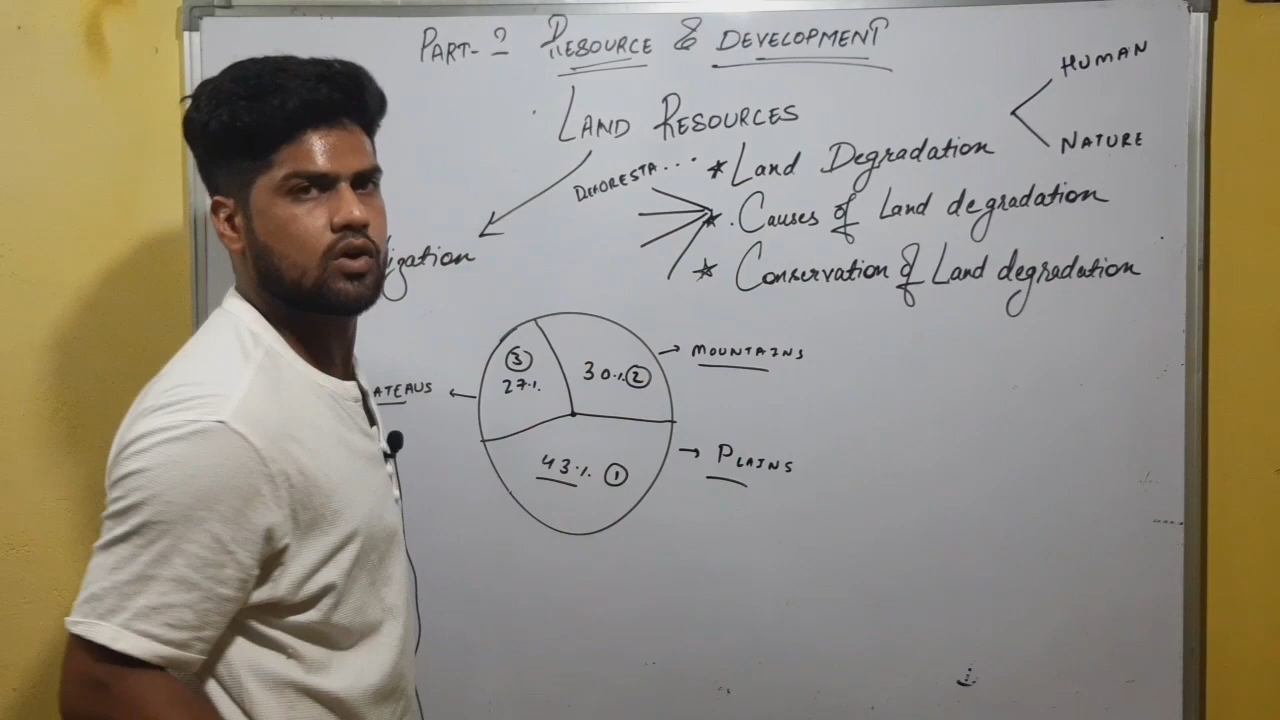 PART-2 RESOURCE & DEVELOPMENT
HUMAN
LAND RESOURCES
NATURE
DEFORESTA...
* Land Degradation
* Causes of Land degradation
ization
* Conservation of Land degradation
③
27%
30% ②
MOUNTAINS
ATEAUS
43% ①
PLAINS